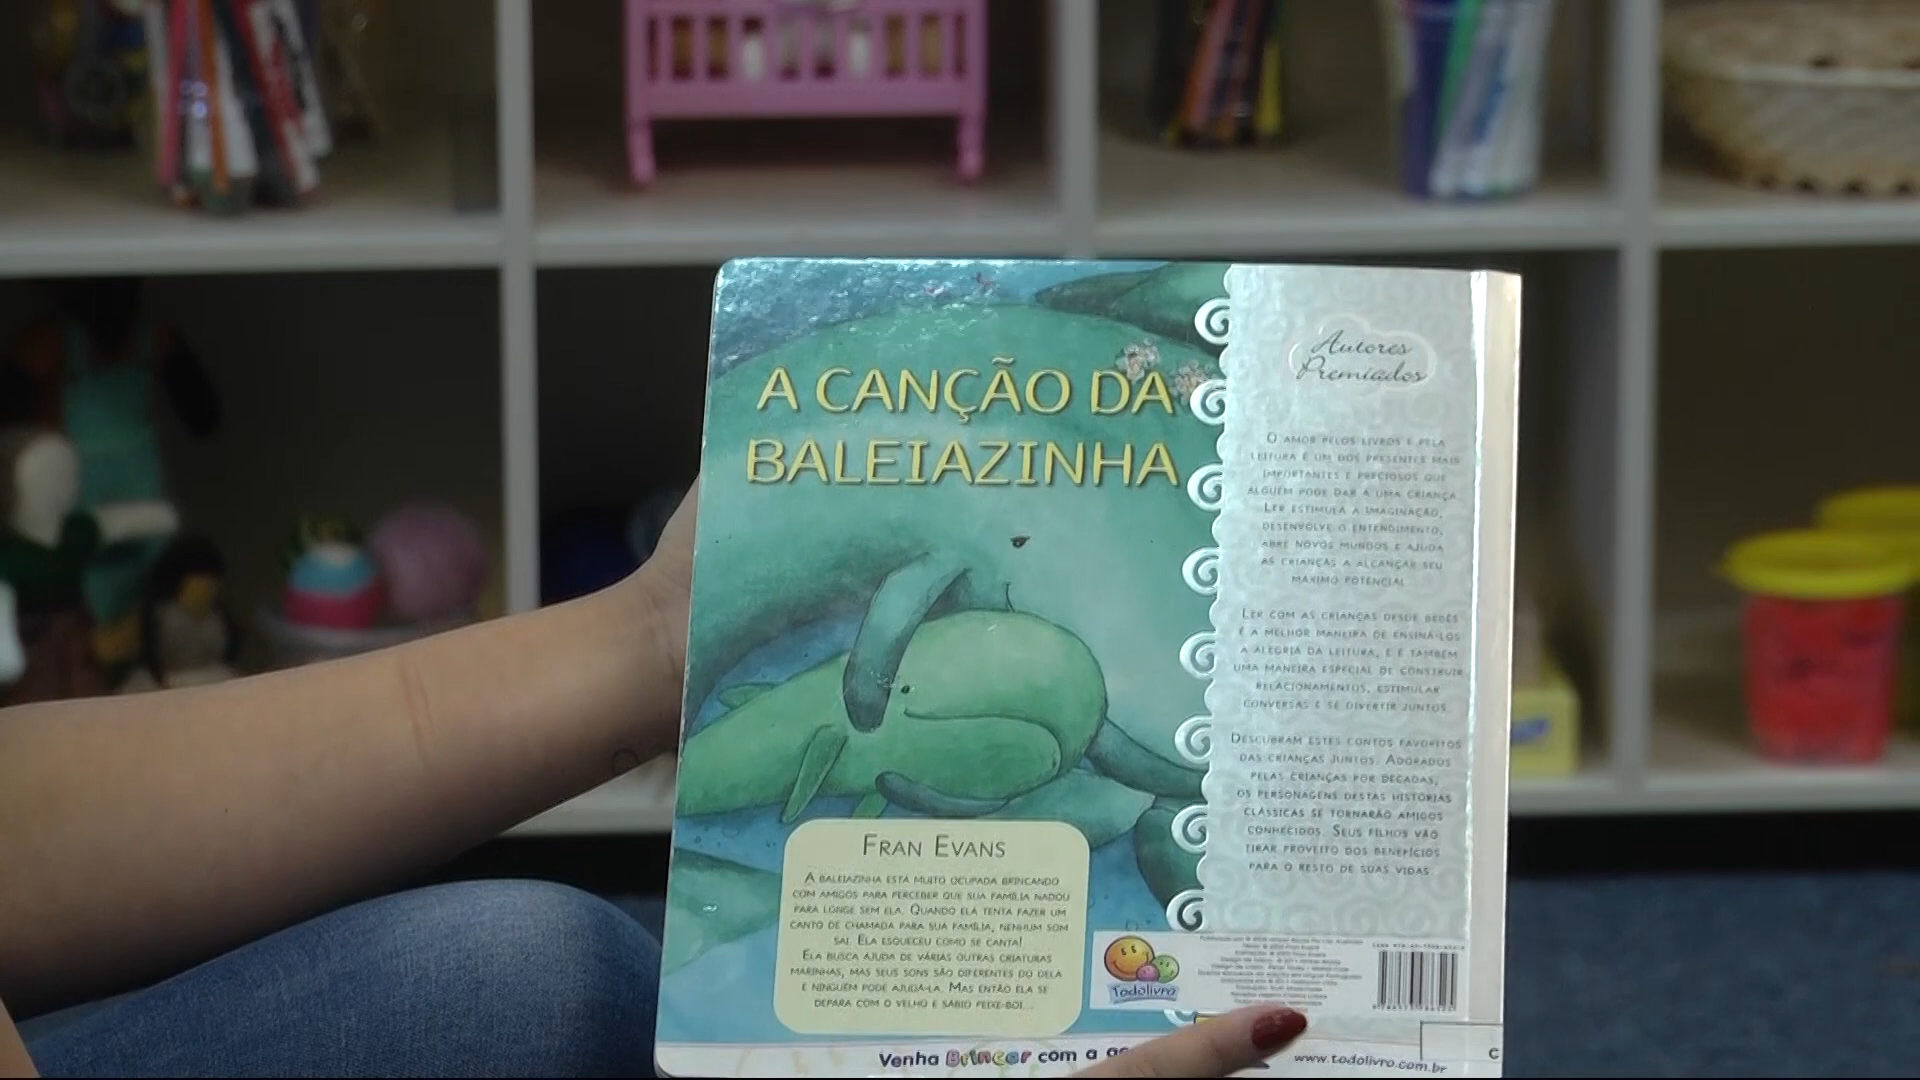 A CANÇÃO DA
BALEIAZINHA
FRAN EVANS
A BALEIAZINHA ESTÁ MUITO OCUPADA BRINCANDO
COM AMIGOS PARA PERCEBER QUE SUA FAMÍLIA NADOU
PARA LONGE SEM ELA. QUANDO ELA TENTA FAZER UM
CANTO DE CHAMADA PARA SUA FAMÍLIA, NENHUM SOM
SAI. ELA ESQUECEU COMO SE CANTA!
ELA BUSCA AJUDA DE VÁRIAS OUTRAS CRIATURAS
MARINHAS, MAS SEUS SONS SÃO DIFERENTES DO DELA
E NINGUÉM PODE AJUDÁ-LA. MAS ENTÃO ELA SE
DEPARA COM O VELHO E SÁBIO PEIXE-BOI...
Autores
Premiados
O AMOR PELOS LIVROS E PELA
LEITURA É UM DOS PRESENTES MAIS
IMPORTANTES E PRECIOSOS QUE
ALGUÉM PODE DAR A UMA CRIANÇA.
LER ESTIMULA A IMAGINAÇÃO,
DESENVOLVE O ENTENDIMENTO,
ABRE NOVOS MUNDOS E AJUDA
AS CRIANÇAS A ALCANÇAR SEU
MÁXIMO POTENCIAL.
LER COM AS CRIANÇAS DESDE BEBÊS
É A MELHOR MANEIRA DE ENSINÁ-LOS
A ALEGRIA DA LEITURA, E É TAMBÉM
UMA MANEIRA ESPECIAL DE CONSTRUIR
RELACIONAMENTOS, ESTIMULAR
CONVERSAS E SE DIVERTIR JUNTOS.
DESCUBRAM ESTES CONTOS FAVORITOS
DAS CRIANÇAS JUNTOS. ADORADOS
PELAS CRIANÇAS POR DÉCADAS,
OS PERSONAGENS DESTAS HISTÓRIAS
CLÁSSICAS SE TORNARÃO AMIGOS
CONHECIDOS. SEUS FILHOS VÃO
TIRAR PROVEITO DOS BENEFÍCIOS
PARA O RESTO DE SUAS VIDAS.
Todolivro
Venha Brincar com a
www.todolivro.com.br
C